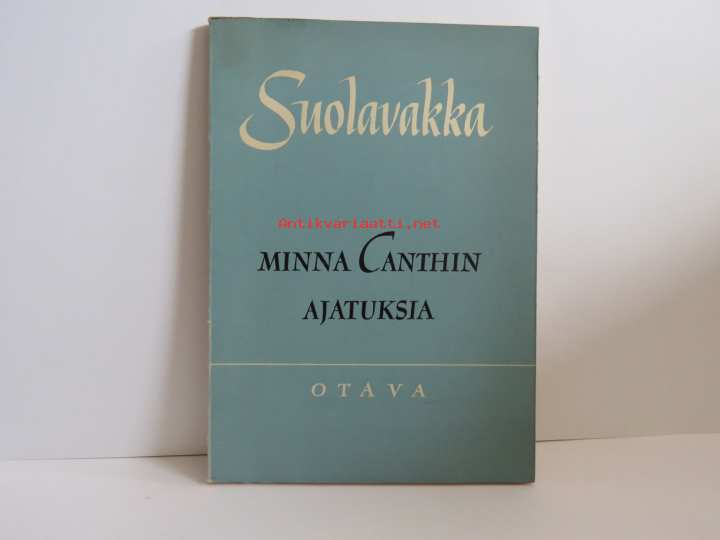 Suolavakka
Antikvariaatti.net
MINNA CANTHIN
AJATUKSIA
OTAVA